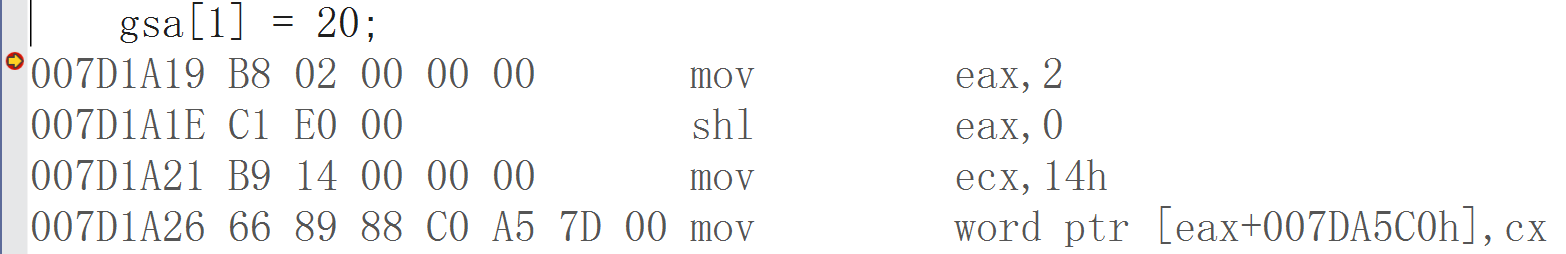 gsa[1] = 20;
007D1A19 B8 02 00 00 00 mov eax,2
007D1A1E C1 E0 00 shl eax,0
007D1A21 B9 14 00 00 00 mov ecx,14h
007D1A26 66 89 88 C0 A5 7D 00 mov word ptr [eax+007DA5C0h],cx